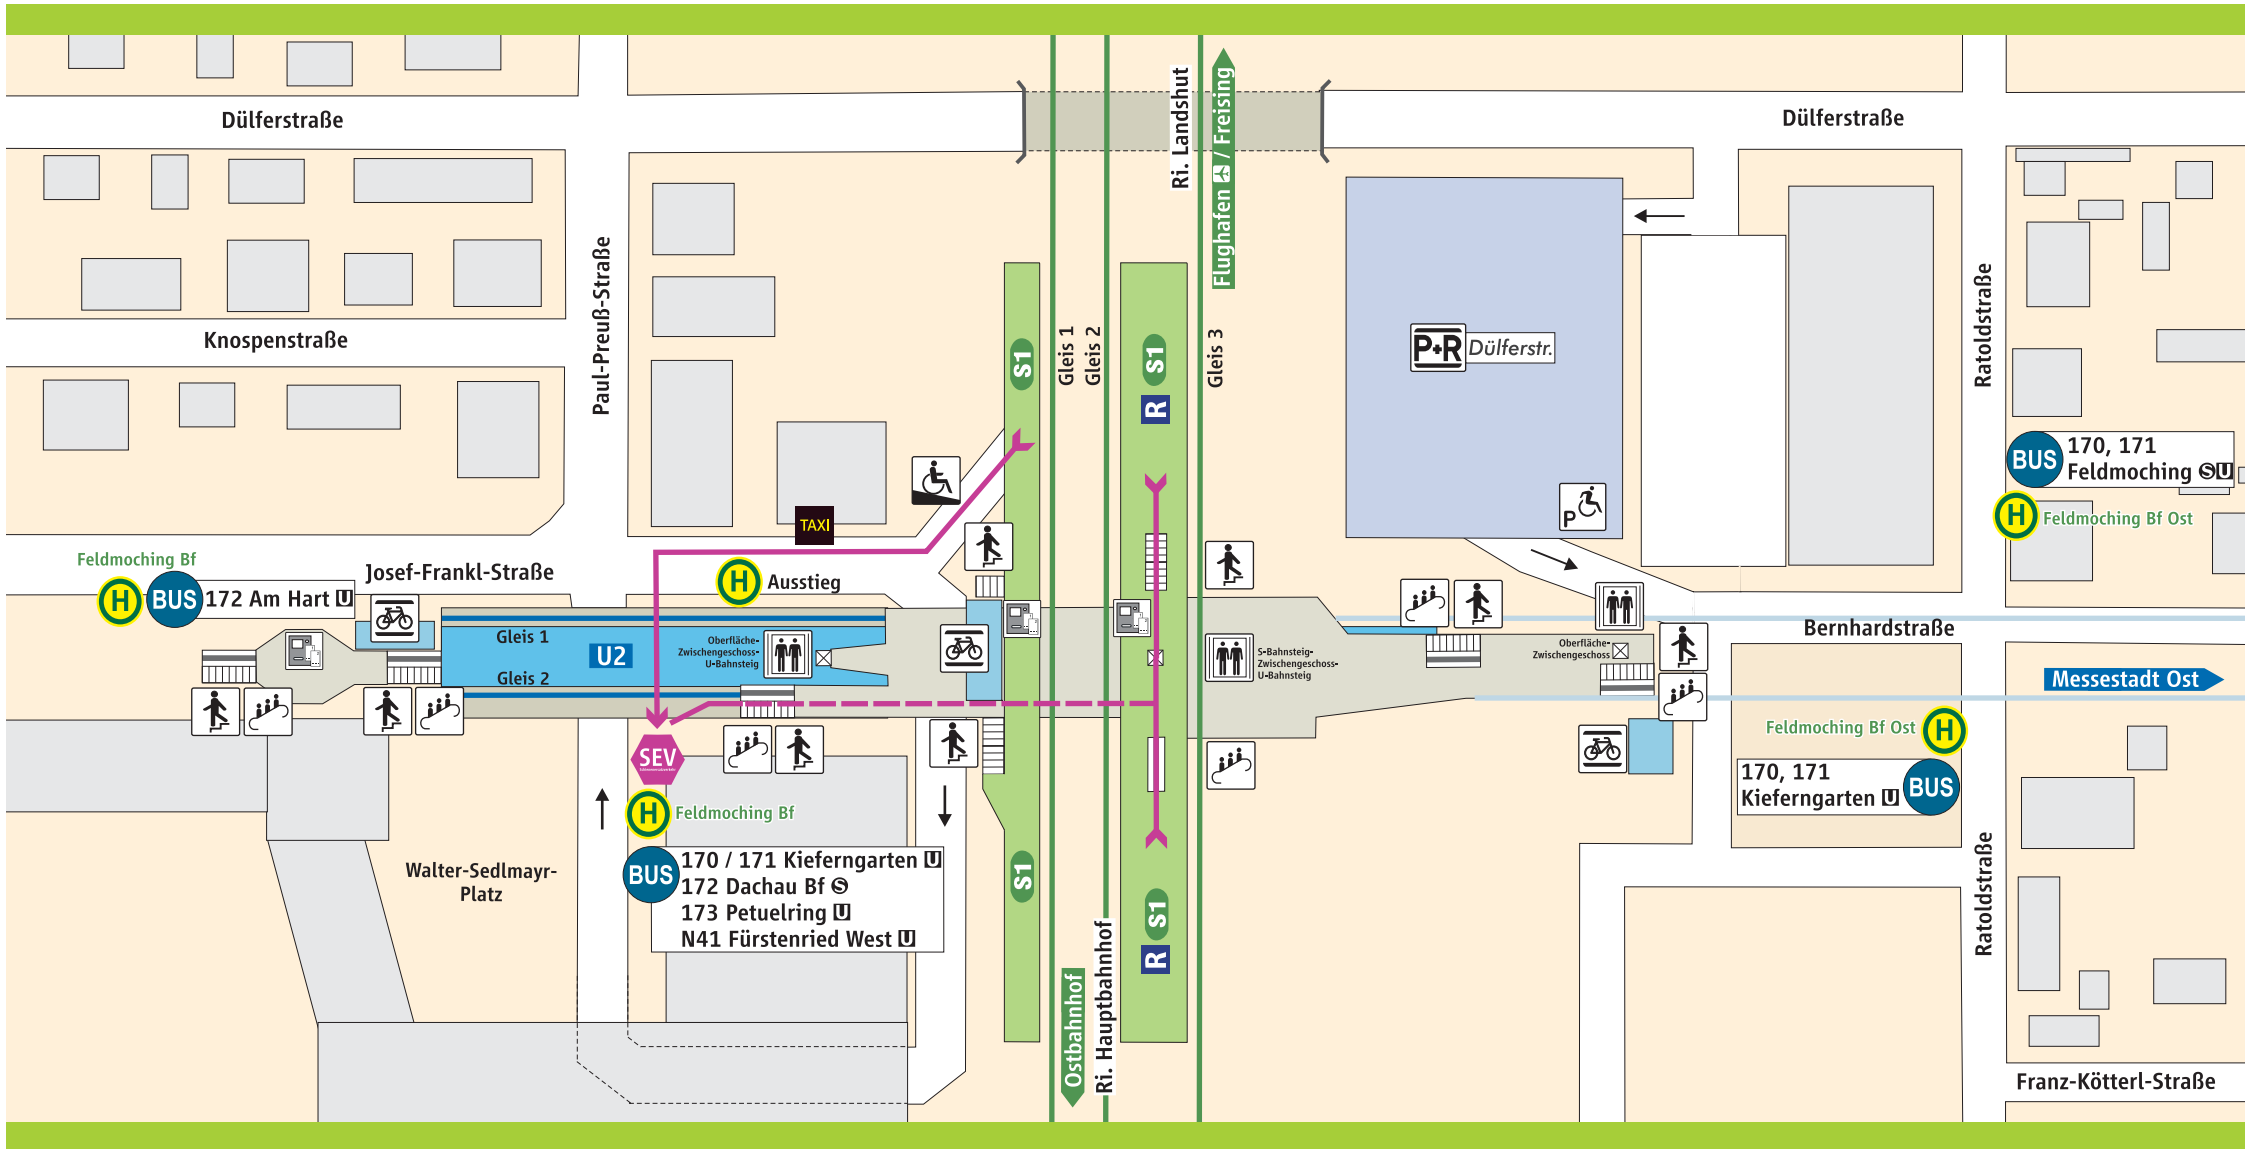 Dülferstraße
Dülferstraße
Ri. Landshut
Flughafen / Freising
Knospenstraße
Paul-Preuß-Straße
S1
Gleis 1
Gleis 2
S1
R
Gleis 3
P+R Dülferstr.
Ratoldstraße
BUS
170, 171
Feldmoching S U
H Feldmoching Bf Ost
P
TAXI
Feldmoching Bf
H BUS 172 Am Hart U
Josef-Frankl-Straße
H Ausstieg
Gleis 1
U2
Gleis 2
Oberfläche-
Zwischengeschoss-
U-Bahnsteig
S-Bahnsteig-
Zwischengeschoss-
U-Bahnsteig
Oberfläche-
Zwischengeschoss
Bernhardstraße
Messestadt Ost
SEV
H Feldmoching Bf
BUS
170 / 171 Kieferngarten U
172 Dachau Bf S
173 Petuelring U
N41 Fürstenried West U
Walter-Sedlmayr-
Platz
S1
S1
R
Ostbahnhof
Ri. Hauptbahnhof
Feldmoching Bf Ost H
170, 171
Kieferngarten U
BUS
Ratoldstraße
Franz-Kötterl-Straße